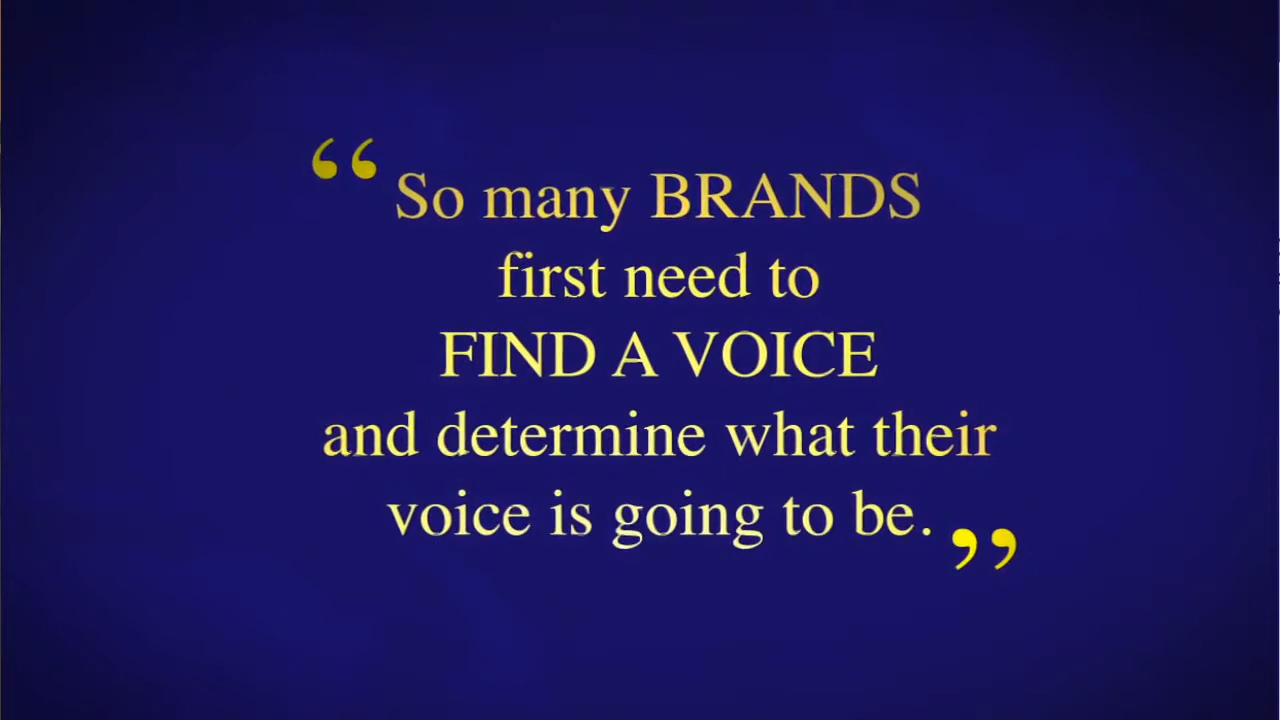 “So many BRANDS
first need to
FIND A VOICE
and determine what their
voice is going to be.”